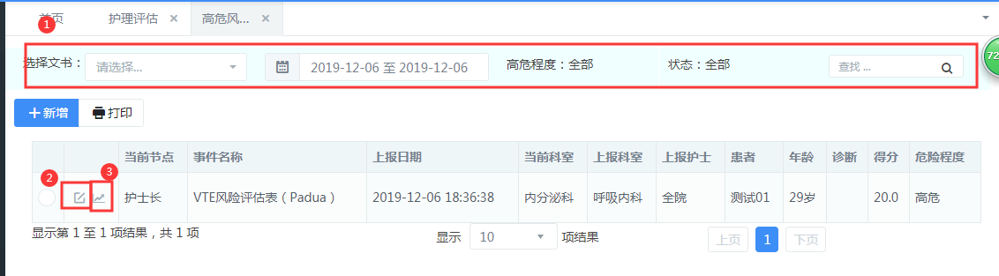 首页 护理评估 × 高危风... ×
1
选择文书： 请选择... 2019-12-06 至 2019-12-06 高危程度：全部 状态：全部 查找 ...
72
+新增 打印
当前节点 事件名称 上报日期 当前科室 上报科室 上报护士 患者 年龄 诊断 得分 危险程度
2 3
护士长 VTE风险评估表（Padua） 2019-12-06 18:36:38 内分泌科 呼吸内科 全院 测试01 29岁 20.0 高危
显示第 1 至 1 项结果，共 1 项 显示 10 项结果 上页 1 下页